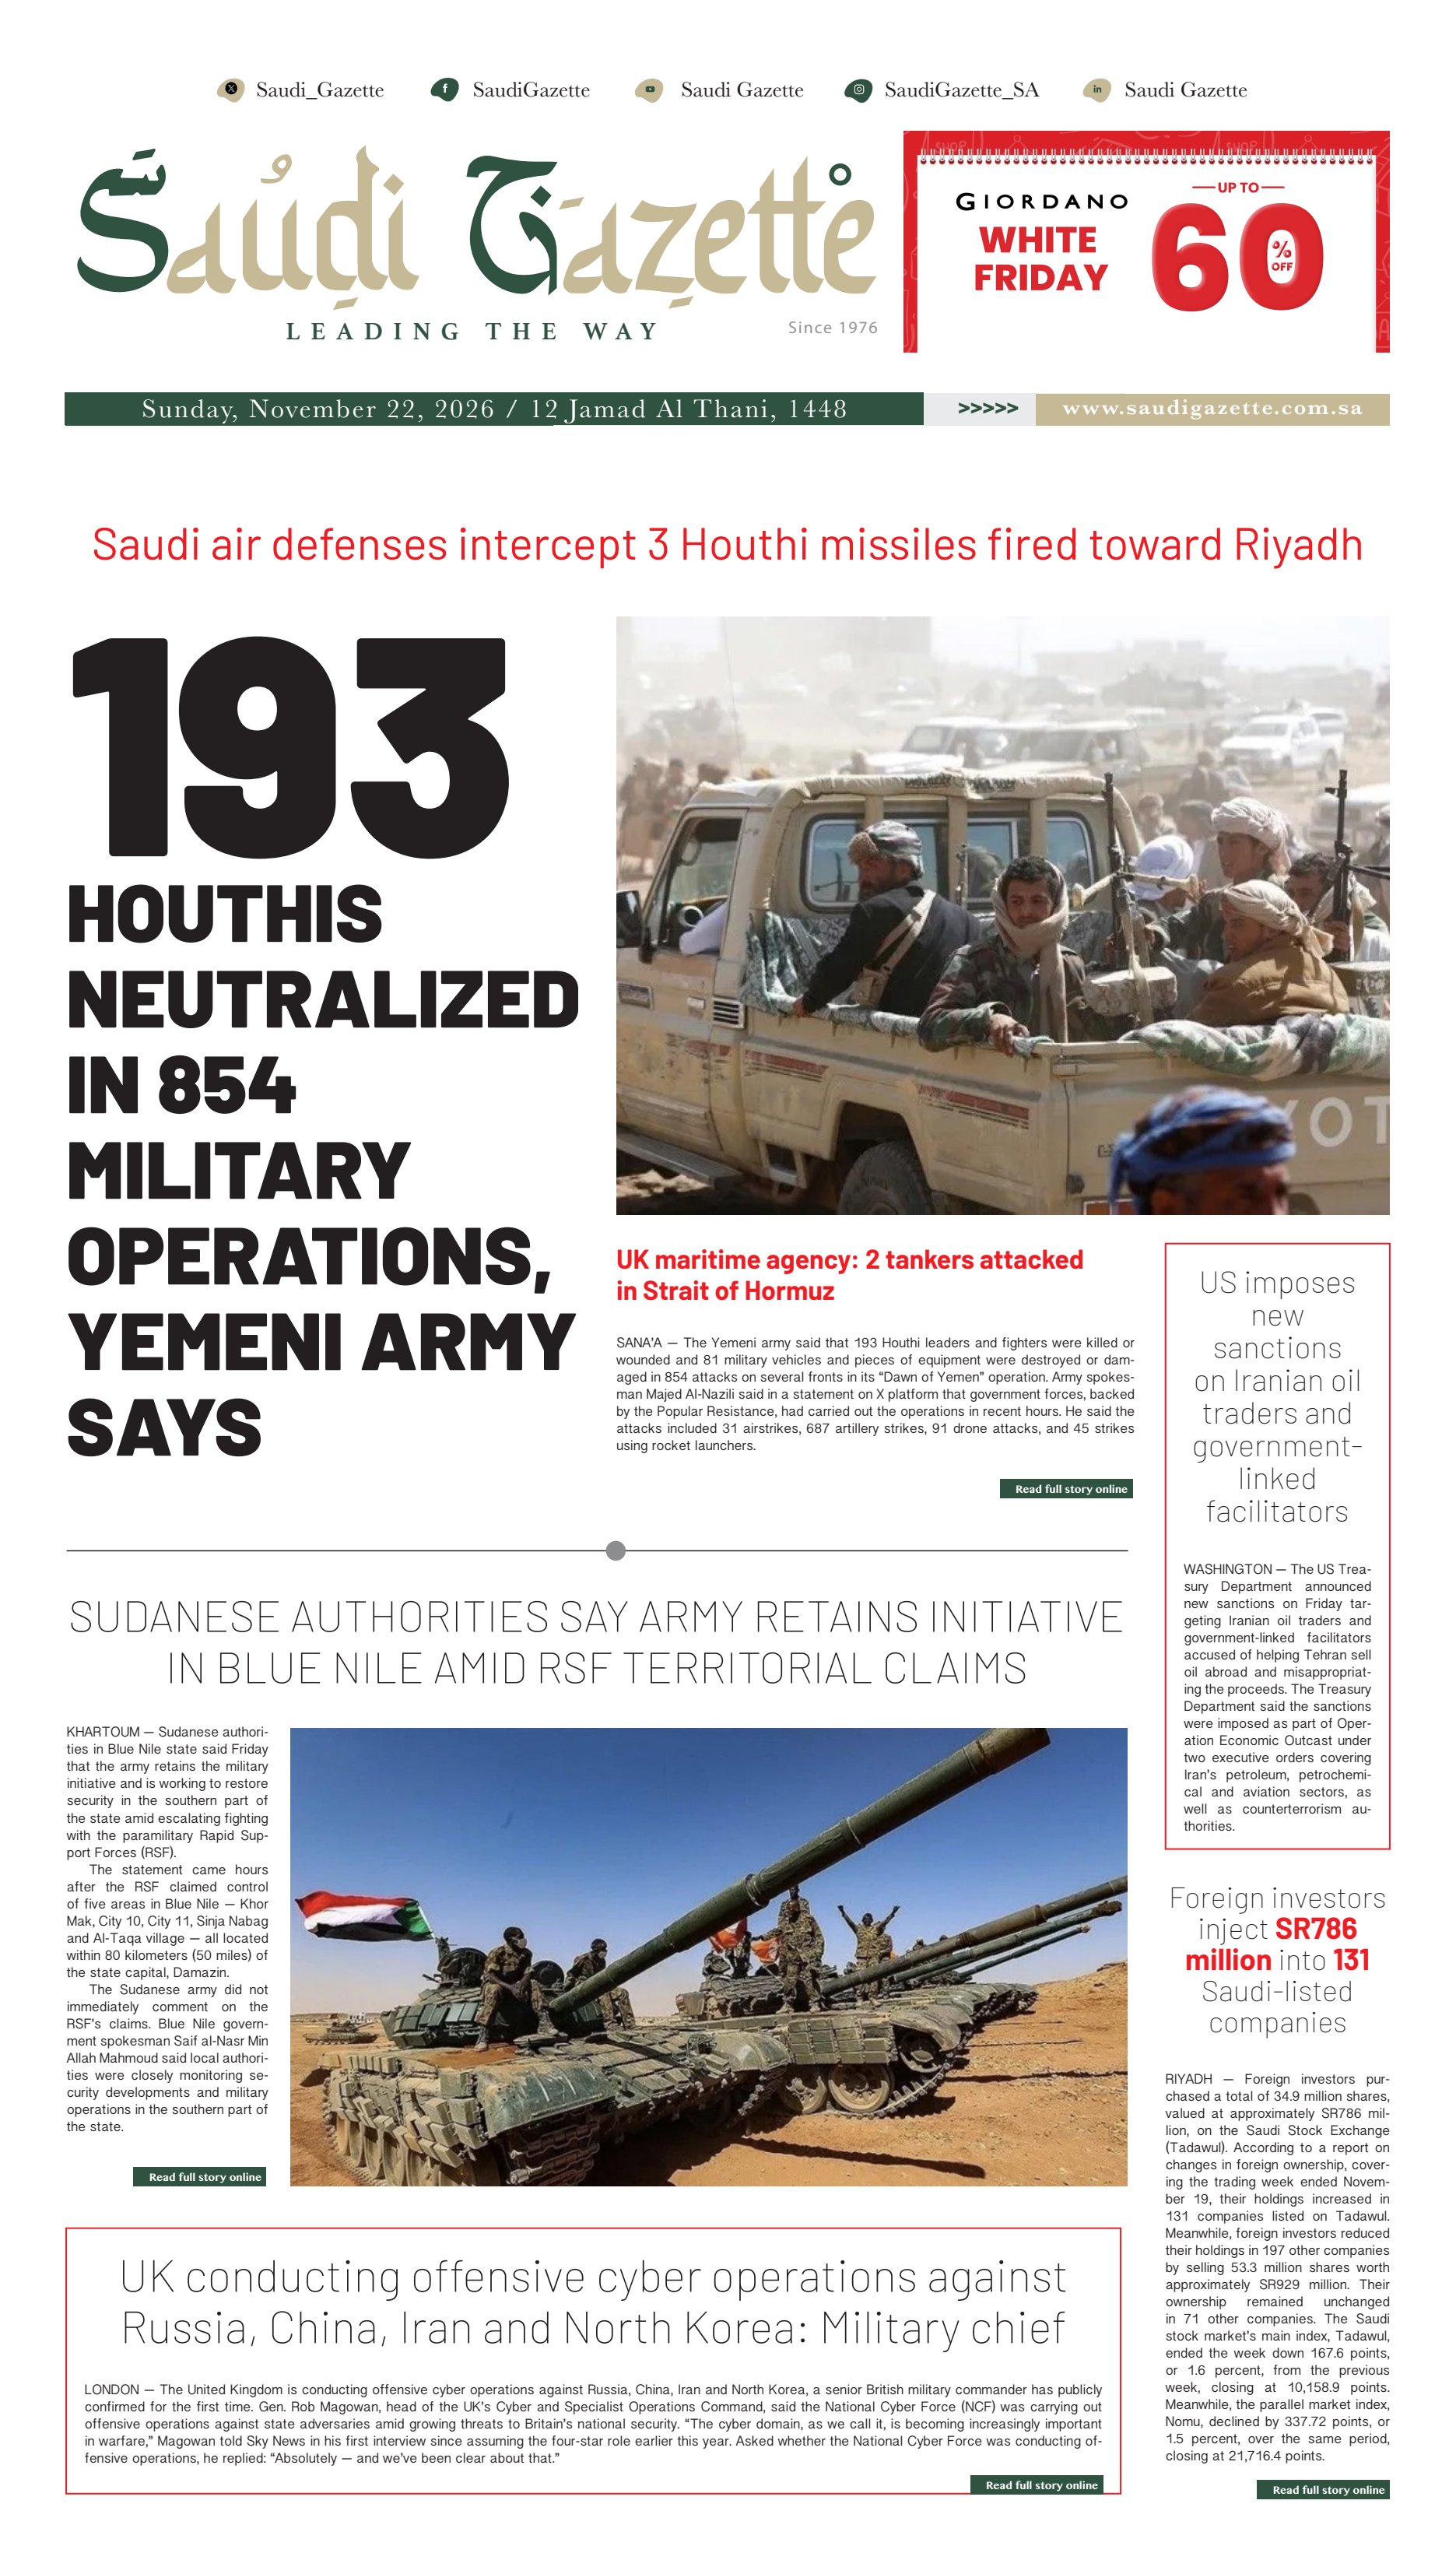 Saudi_Gazette
SaudiGazette
Saudi Gazette
SaudiGazette_SA
Saudi Gazette
Saudi Gazette
LEADING THE WAY
Since 1976
GIORDANO
WHITE
FRIDAY
UP TO
60
%
OFF
Sunday, November 22, 2026 / 12 Jamad Al Thani, 1448
>>>>>
www.saudigazette.com.sa
Saudi air defenses intercept 3 Houthi missiles fired toward Riyadh
193
HOUTHIS
NEUTRALIZED
IN 854
MILITARY
OPERATIONS,
YEMENI ARMY
SAYS
YOT
UK maritime agency: 2 tankers attacked
in Strait of Hormuz
SANA'A — The Yemeni army said that 193 Houthi leaders and fighters were killed or
wounded and 81 military vehicles and pieces of equipment were destroyed or dam-
aged in 854 attacks on several fronts in its “Dawn of Yemen” operation. Army spokes-
man Majed Al-Nazili said in a statement on X platform that government forces, backed
by the Popular Resistance, had carried out the operations in recent hours. He said the
attacks included 31 airstrikes, 687 artillery strikes, 91 drone attacks, and 45 strikes
using rocket launchers.
Read full story online
US imposes
new
sanctions
on Iranian oil
traders and
government-
linked
facilitators
WASHINGTON — The US Trea-
sury Department announced
new sanctions on Friday tar-
geting Iranian oil traders and
government-linked facilitators
accused of helping Tehran sell
oil abroad and misappropriat-
ing the proceeds. The Treasury
Department said the sanctions
were imposed as part of Oper-
ation Economic Outcast under
two executive orders covering
Iran's petroleum, petrochemi-
cal and aviation sectors, as
well as counterterrorism au-
thorities.
SUDANESE AUTHORITIES SAY ARMY RETAINS INITIATIVE
IN BLUE NILE AMID RSF TERRITORIAL CLAIMS
KHARTOUM — Sudanese authori-
ties in Blue Nile state said Friday
that the army retains the military
initiative and is working to restore
security in the southern part of
the state amid escalating fighting
with the paramilitary Rapid Sup-
port Forces (RSF).
The statement came hours
after the RSF claimed control
of five areas in Blue Nile — Khor
Mak, City 10, City 11, Sinja Nabag
and Al-Taqa village — all located
within 80 kilometers (50 miles) of
the state capital, Damazin.
The Sudanese army did not
immediately comment on the
RSF's claims. Blue Nile govern-
ment spokesman Saif al-Nasr Min
Allah Mahmoud said local authori-
ties were closely monitoring se-
curity developments and military
operations in the southern part of
the state.
Read full story online
Foreign investors
inject SR786
million into 131
Saudi-listed
companies
RIYADH — Foreign investors pur-
chased a total of 34.9 million shares,
valued at approximately SR786 mil-
lion, on the Saudi Stock Exchange
(Tadawul). According to a report on
changes in foreign ownership, cover-
ing the trading week ended Novem-
ber 19, their holdings increased in
131 companies listed on Tadawul.
Meanwhile, foreign investors reduced
their holdings in 197 other companies
by selling 53.3 million shares worth
approximately SR929 million. Their
ownership remained unchanged
in 71 other companies. The Saudi
stock market's main index, Tadawul,
ended the week down 167.6 points,
or 1.6 percent, from the previous
week, closing at 10,158.9 points.
Meanwhile, the parallel market index,
Nomu, declined by 337.72 points, or
1.5 percent, over the same period,
closing at 21,716.4 points.
Read full story online
UK conducting offensive cyber operations against
Russia, China, Iran and North Korea: Military chief
LONDON — The United Kingdom is conducting offensive cyber operations against Russia, China, Iran and North Korea, a senior British military commander has publicly
confirmed for the first time. Gen. Rob Magowan, head of the UK's Cyber and Specialist Operations Command, said the National Cyber Force (NCF) was carrying out
offensive operations against state adversaries amid growing threats to Britain's national security. “The cyber domain, as we call it, is becoming increasingly important
in warfare,” Magowan told Sky News in his first interview since assuming the four-star role earlier this year. Asked whether the National Cyber Force was conducting of-
fensive operations, he replied: “Absolutely — and we've been clear about that.”
Read full story online